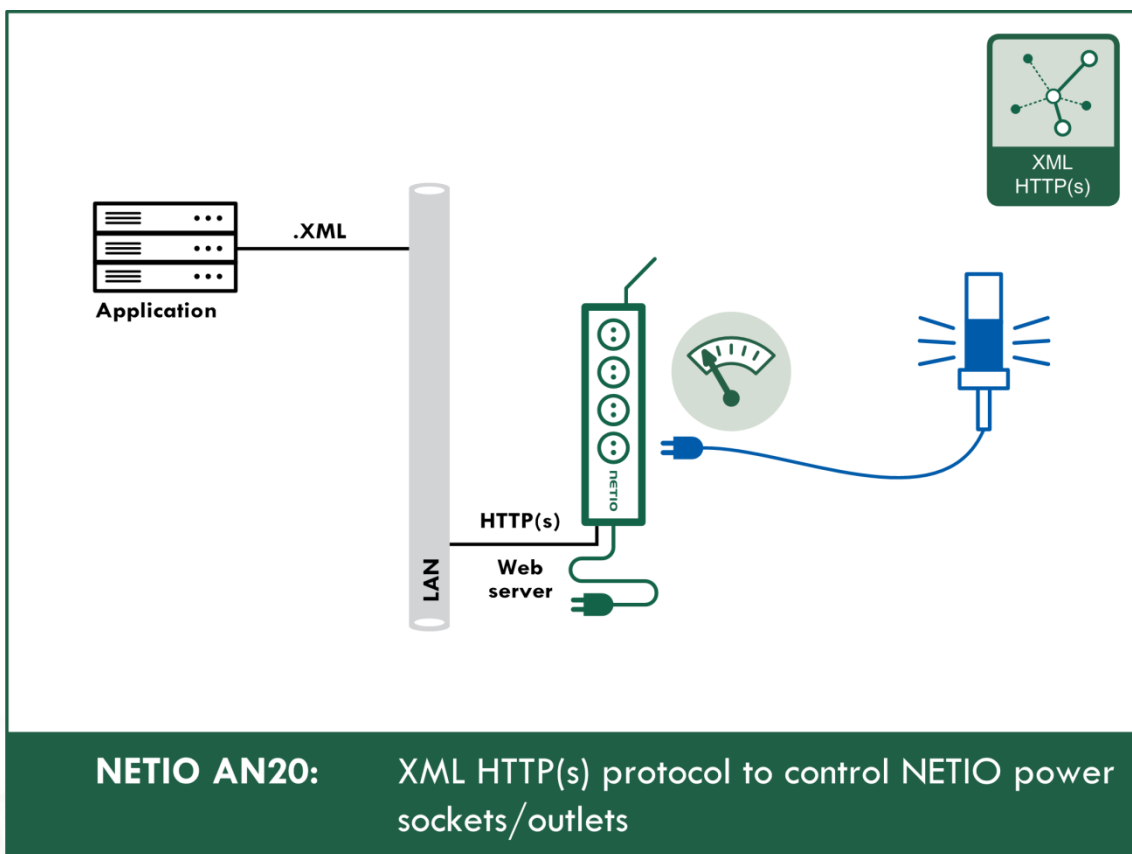 XML
HTTP(s)
.XML
Application
NETIO
HTTP(s)
LAN
Web
server
NETIO AN20: XML HTTP(s) protocol to control NETIO power
sockets/outlets